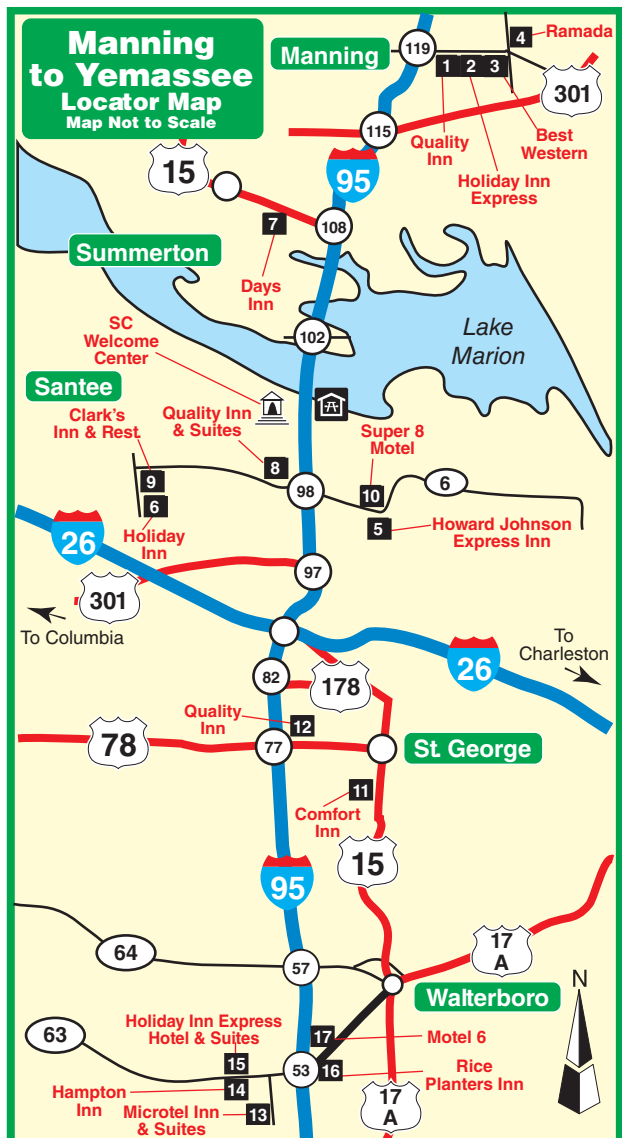 Manning
to Yemassee
Locator Map
Map Not to Scale
Manning
119
4
Ramada
1 2 3
301
115
Quality
Inn
Best
Western
Holiday Inn
Express
15
95
7
108
Summerton
Days
Inn
SC
Welcome
Center
102
Lake
Marion
Santee
Clark's
Inn & Rest.
Quality Inn
& Suites
Super 8
Motel
9
8
98
10
6
6
Holiday
Inn
5
Howard Johnson
Express Inn
26
97
301
To Columbia
To
Charleston
26
82
178
Quality
Inn
12
78
77
St. George
11
Comfort
Inn
15
95
64
57
17
A
N
Walterboro
63
Holiday Inn Express
Hotel & Suites
17
Motel 6
15
53
16
Rice
Planters Inn
Hampton
Inn
14
Microtel Inn
& Suites
13
17
A